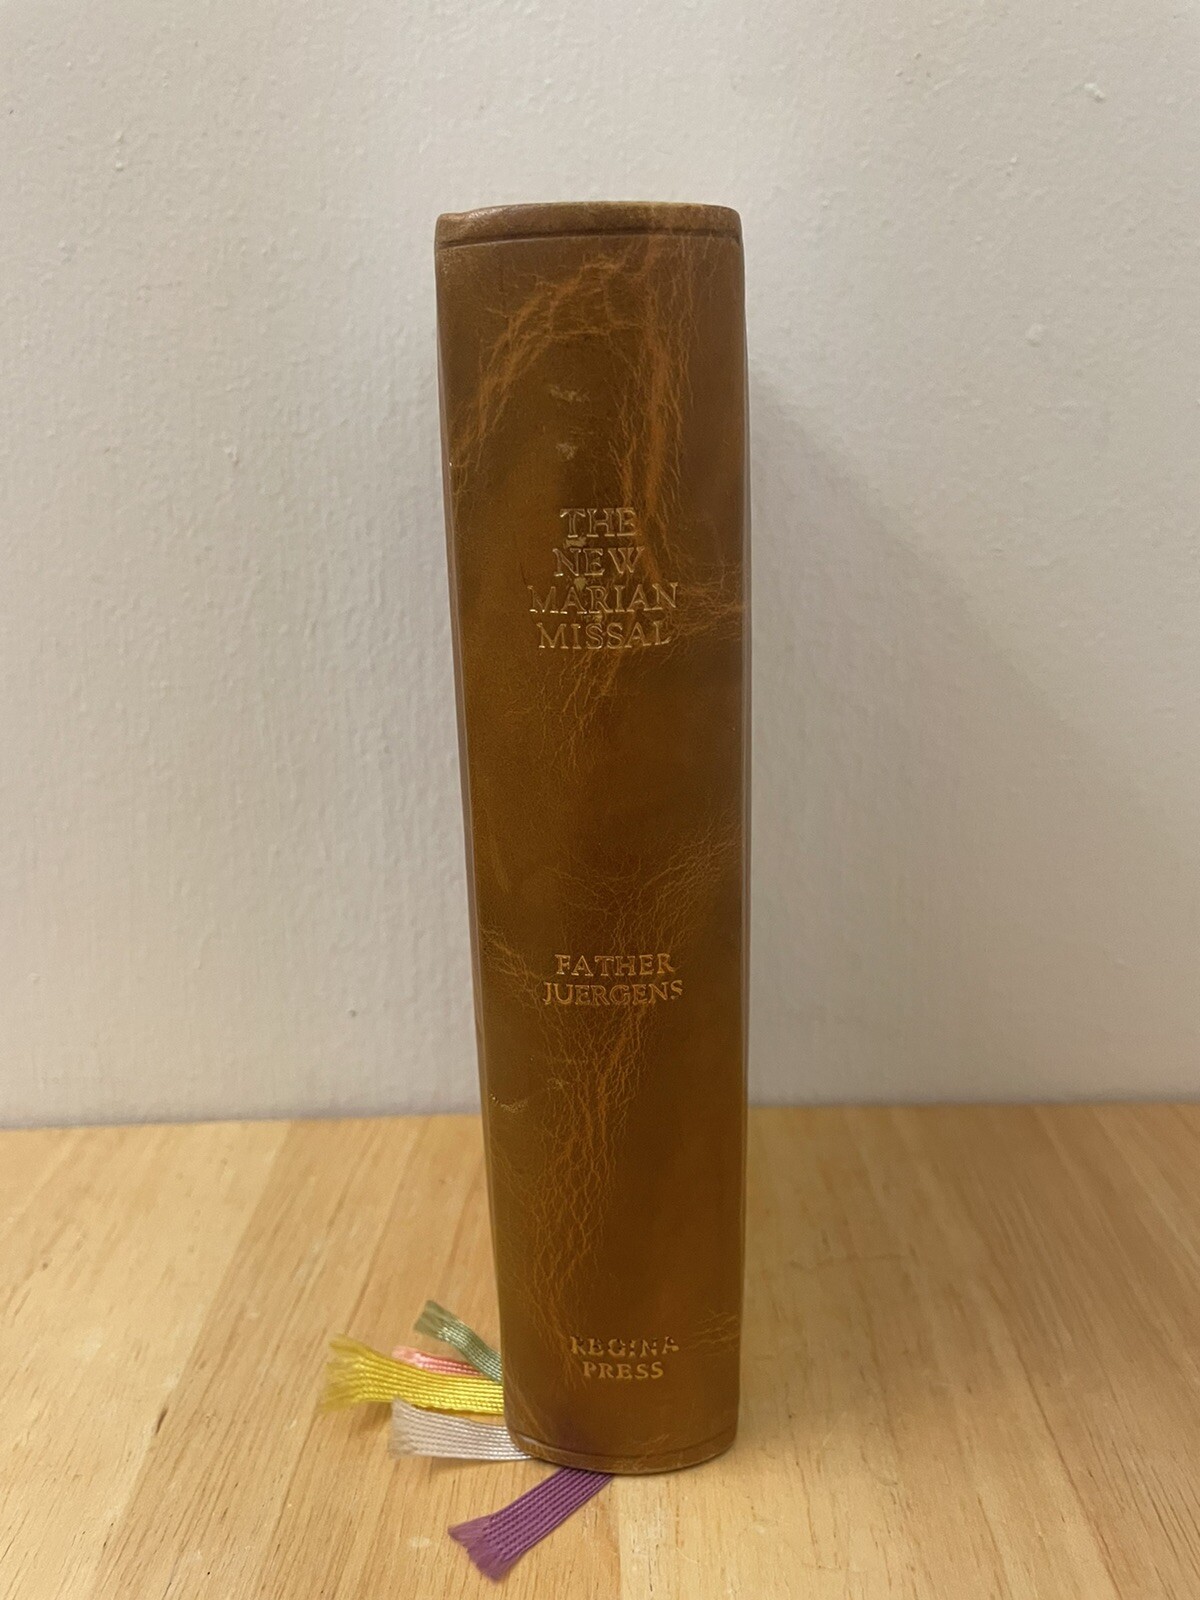 THE
NEW
MARIAN
MISSAL
FATHER
JUERGENS
REGINA
PRESS